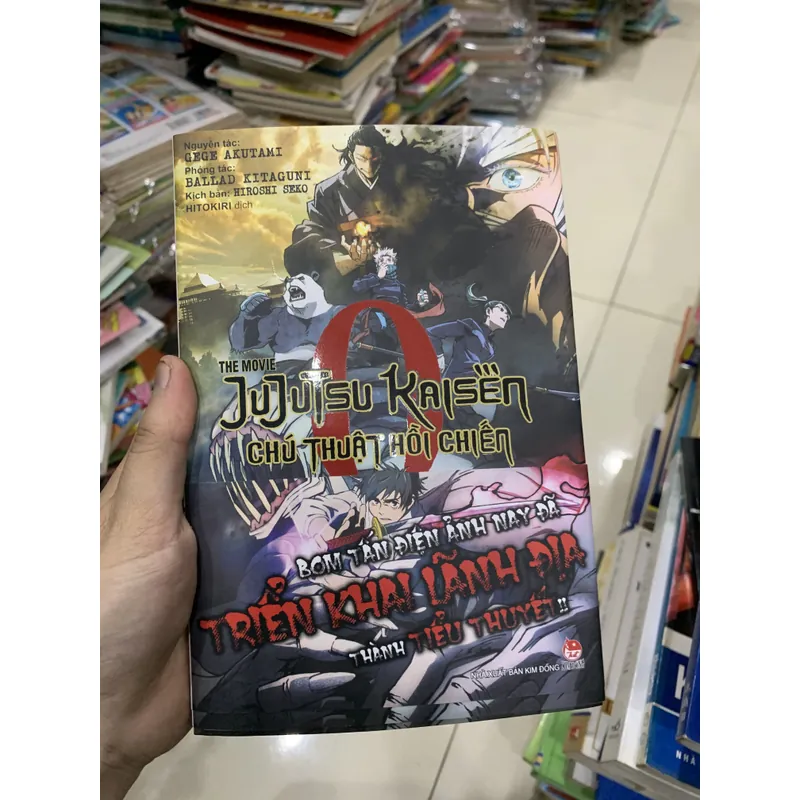 Nguyên tác:
GEGE AKUTAMI
Phóng tác:
BALLAD KITAGUNI
Kịch bản: HIROSHI SEKO
HITOKIRI dịch
0
THE MOVIE
JUJUTSU KAISEN
CHÚ THUẬT HỒI CHIẾN
BOM TẤN ĐIỆN ẢNH NAY ĐÃ
TRIỂN KHAI LÃNH ĐỊA
THÀNH TIỂU THUYẾT!!
NHÀ XUẤT BẢN KIM ĐỒNG
K
NHÀ